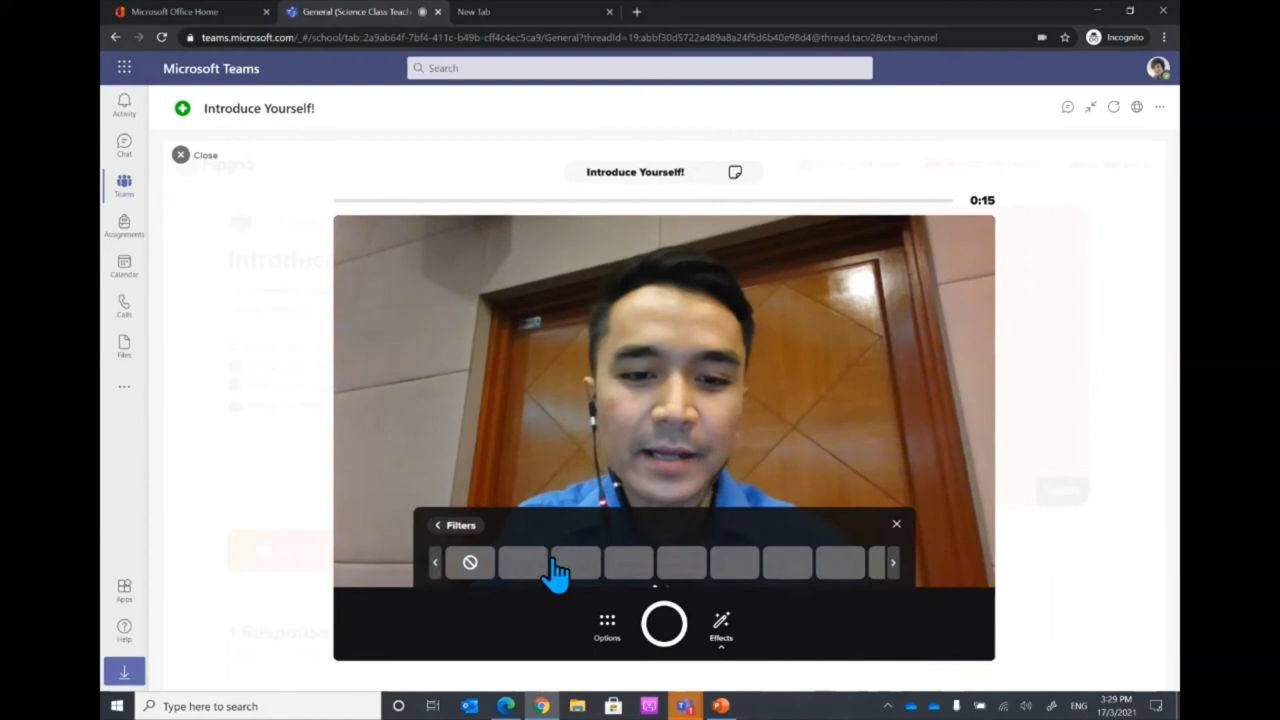 Microsoft Office Home
General (Science Class Teach
New Tab
teams.microsoft.com/_#/school/tab:2a9ab64f-7bf4-411c-b49b-cff4c4ec5ca9/General?threadId=19:abbf30d5722a489a8a24f5d6b40e98d4@thread.tacv2&ctx=channel
Incognito
Microsoft Teams
Search
Activity
Chat
Teams
Assignments
Calendar
Calls
Files
Apps
Help
Introduce Yourself!
Close
Introduce Yourself!
0:15
Filters
Options
Effects
Type here to search
ENG
3:29 PM
17/3/2021